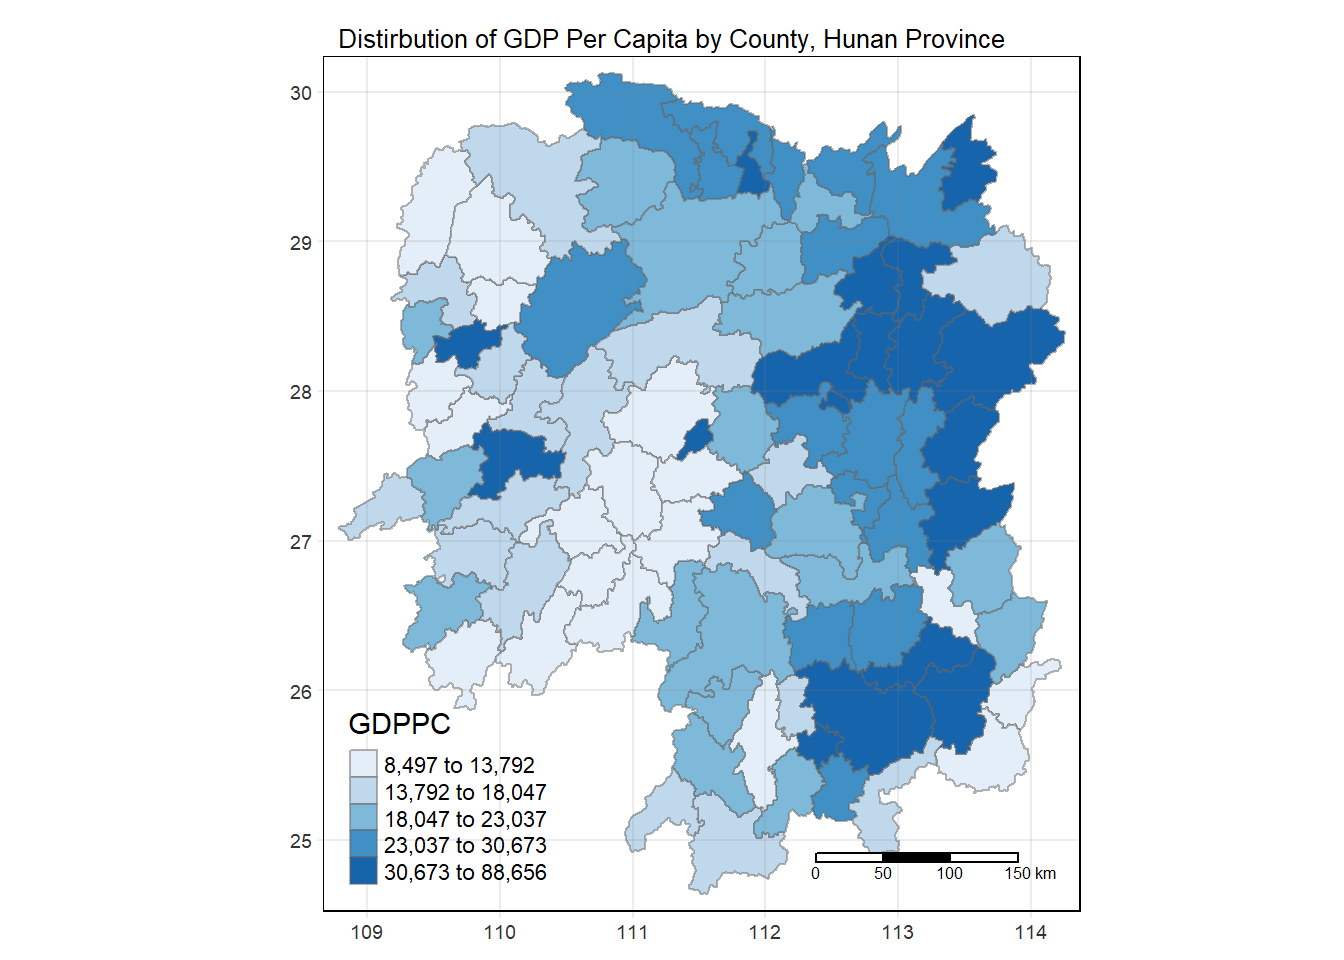 Distirbution of GDP Per Capita by County, Hunan Province
30
29
28
27
26
25
GDPPC
8,497 to 13,792
13,792 to 18,047
18,047 to 23,037
23,037 to 30,673
30,673 to 88,656
0 50 100 150 km
109 110 111 112 113 114